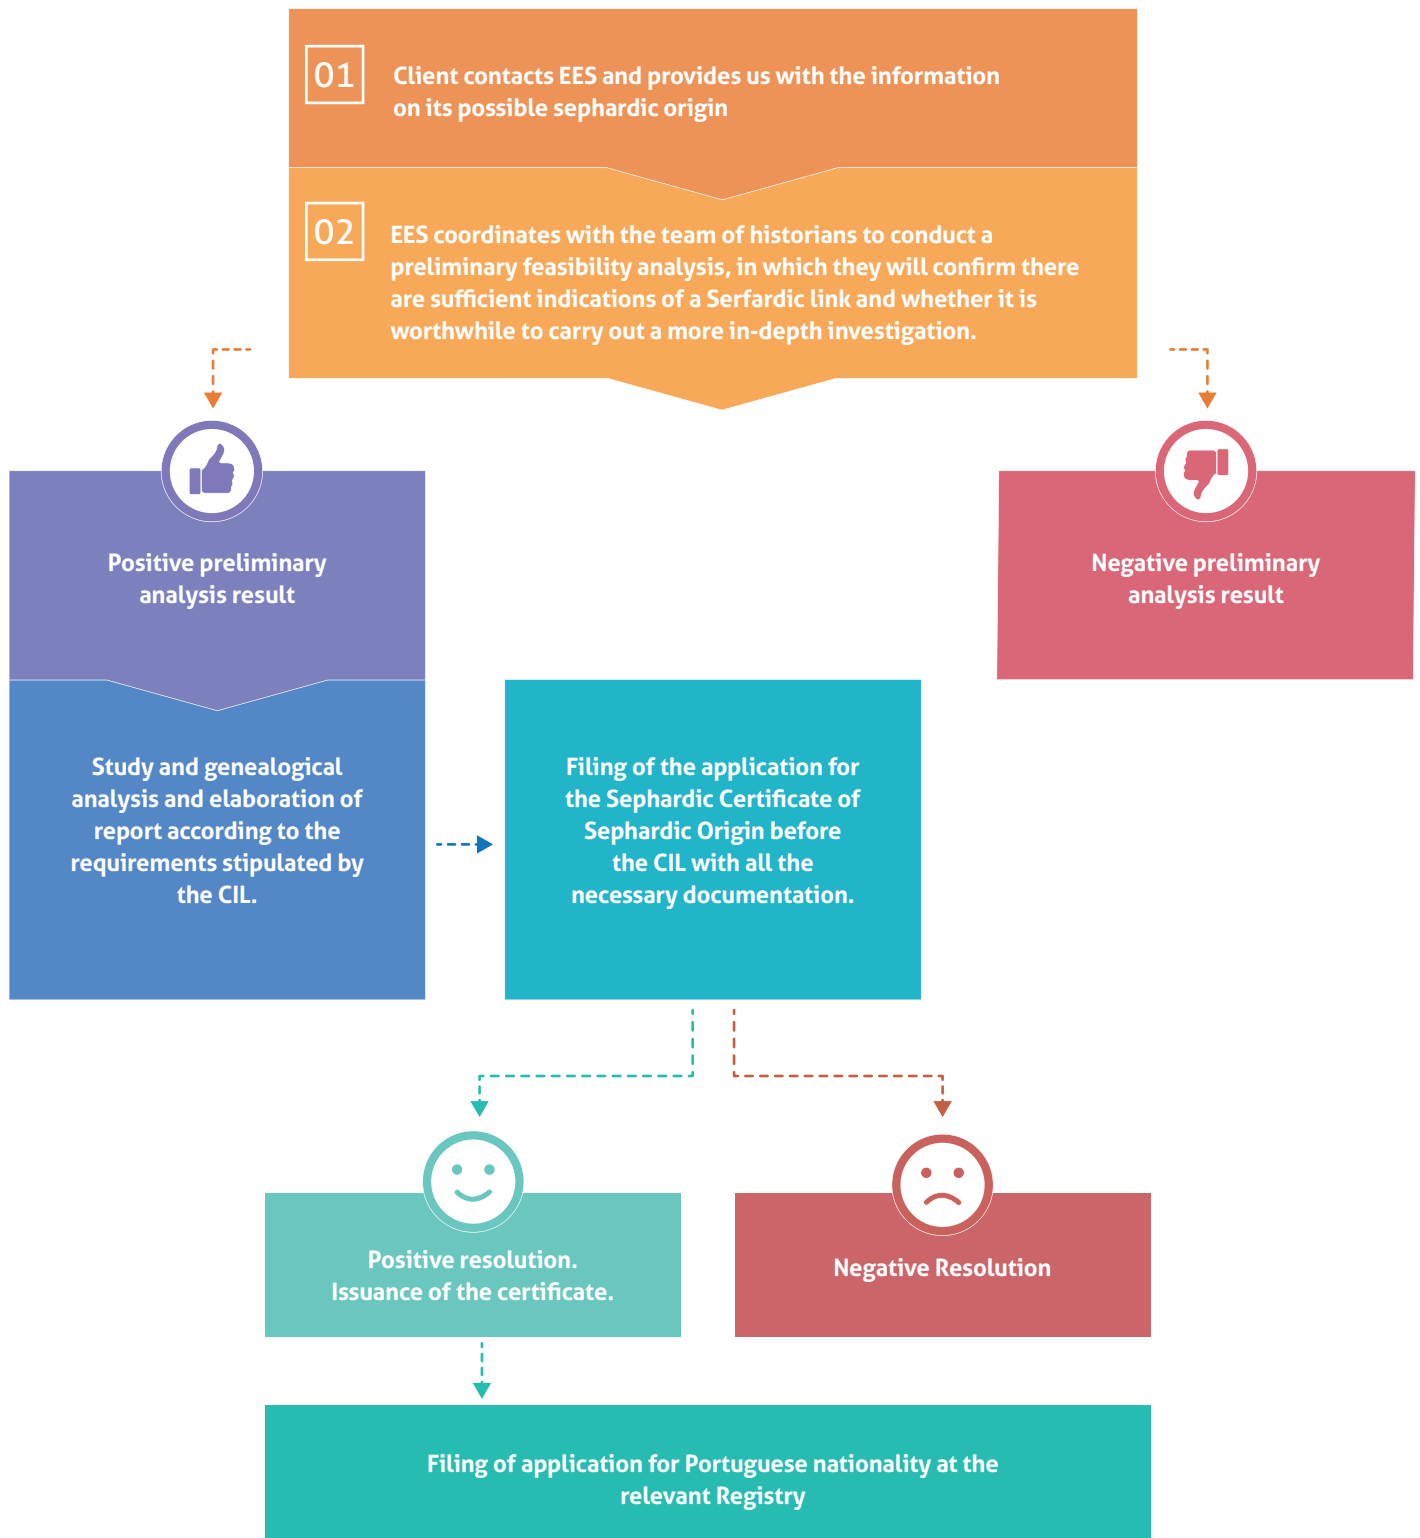 01
Client contacts EES and provides us with the information
on its possible sephardic origin
02
EES coordinates with the team of historians to conduct a
preliminary feasibility analysis, in which they will confirm there
are sufficient indications of a Serfardic link and whether it is
worthwhile to carry out a more in-depth investigation.
Positive preliminary
analysis result
Negative preliminary
analysis result
Study and genealogical
analysis and elaboration of
report according to the
requirements stipulated by
the CIL.
Filing of the application for
the Sephardic Certificate of
Sephardic Origin before
the CIL with all the
necessary documentation.
Positive resolution.
Issuance of the certificate.
Negative Resolution
Filing of application for Portuguese nationality at the
relevant Registry